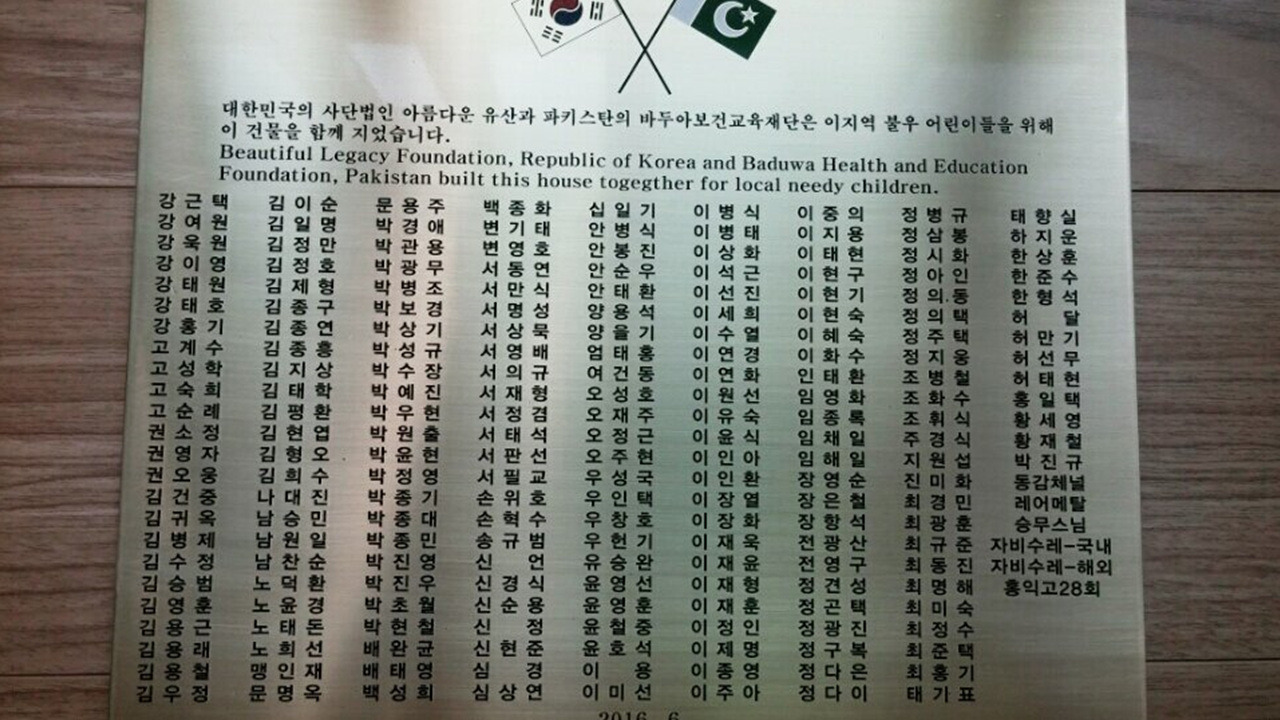 대한민국의 사단법인 아름다운 유산과 파키스탄의 바두아보건교육재단은 이지역 불우 어린이들을 위해
이 건물을 함께 지었습니다.
Beautiful Legacy Foundation, Republic of Korea and Baduwa Health and Education
Foundation, Pakistan built this house togegther for local needy children.
강근택 김이순 문용주 백종화 십일기 이병식 이중의 정병규 태향실
강여원 김일명 박경애 변기태 안병식 이병태 이지용 정삼봉 하지운
강욱원 김정만 박관용 변영호 안봉진 이상화 이태현 정시화 한상훈
강이영 김정호 박광무 서동연 안순우 이석근 이현구 정아인 한준수
강태원 김제형 박병조 서만식 안태환 이선진 이현기 정의동 한형석
강태호 김종구 박보경 서명성 양용석 이세희 이현숙 정의택 허 달
강홍기 김종연 박상기 서상묵 양을기 이수열 이혜숙 정주택 허만기
고계수 김종흥 박성규 서영배 엄태홍 이연경 이화수 정지웅 허선무
고성학 김지상 박수장 서의규 여건동 이연화 인태환 조병철 허태현
고숙희 김태학 박예진 서재형 오성호 이원선 임영화 조화수 홍일택
고순례 김평환 박우현 서정겸 오재주 이유숙 임종록 조휘식 황세영
권소정 김현엽 박원출 서태석 오정근 이윤식 임채일 주경식 황재철
권영자 김형오 박윤현 서판선 오주현 이인아 임해일 지원섭 박진규
권오웅 김희수 박정영 서필교 우성국 이인환 장영순 진미화 동감체널
김건중 나대진 박종기 손위호 우인택 이장열 장은철 최경민 레어메탈
김귀옥 남승민 박종대 손혁수 우창호 이장화 장항석 최광훈 승무스님
김병제 남원일 박종민 송규범 우헌기 이재욱 전광산 최규준 자비수레-국내
김수정 남찬순 박진영 신 언 유승완 이재윤 전영구 최동진 자비수레-해외
김승범 노덕환 박진우 신경식 윤영선 이재형 정견성 최명해 홍익고28회
김영훈 노윤경 박초월 신순용 윤영훈 이재훈 정곤택 최미숙
김용근 노태돈 박현철 신 정 윤철중 이정인 정광진 최정수
김용래 노희선 배완균 신현준 윤호석 이제명 정구복 최준택
김용철 맹인재 배태영 심 경 이 용 이종영 정다은 최홍기
김우정 문명옥 백성희 심상연 이미선 이주아 정다이 태가표
2016. 6